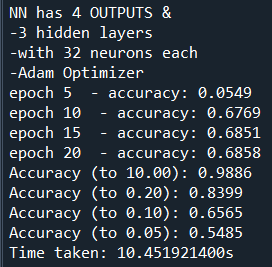 NN has 4 OUTPUTS &
-3 hidden layers
-with 32 neurons each
-Adam Optimizer
epoch 5  - accuracy: 0.0549
epoch 10  - accuracy: 0.6769
epoch 15  - accuracy: 0.6851
epoch 20  - accuracy: 0.6858
Accuracy (to 10.00): 0.9886
Accuracy (to 0.20): 0.8399
Accuracy (to 0.10): 0.6565
Accuracy (to 0.05): 0.5485
Time taken: 10.451921400s